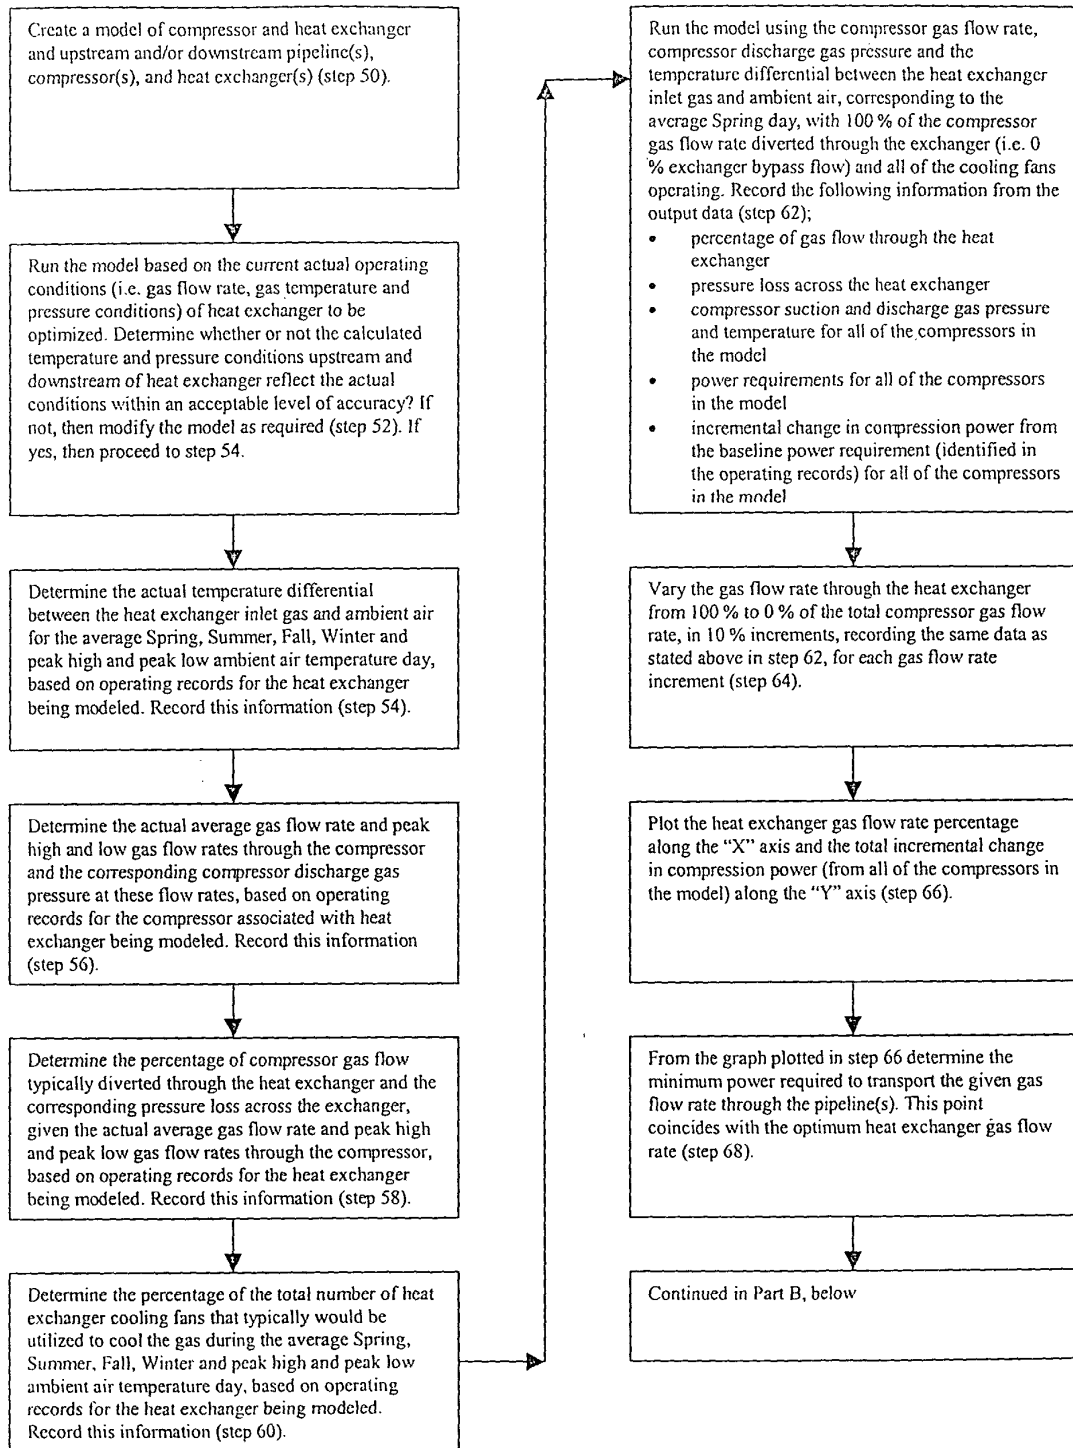 Create a model of compressor and heat exchanger
and upstream and/or downstream pipeline(s),
compressor(s), and heat exchanger(s) (step 50).
Run the model based on the current actual operating
conditions (i.e. gas flow rate, gas temperature and
pressure conditions) of heat exchanger to be
optimized. Determine whether or not the calculated
temperature and pressure conditions upstream and
downstream of heat exchanger reflect the actual
conditions within an acceptable level of accuracy? If
not, then modify the model as required (step 52). If
yes, then proceed to step 54.
Determine the actual temperature differential
between the heat exchanger inlet gas and ambient air
for the average Spring, Summer, Fall, Winter and
peak high and peak low ambient air temperature day,
based on operating records for the heat exchanger
being modeled. Record this information (step 54).
Determine the actual average gas flow rate and peak
high and low gas flow rates through the compressor
and the corresponding compressor discharge gas
pressure at these flow rates, based on operating
records for the compressor associated with heat
exchanger being modeled. Record this information
(step 56).
Determine the percentage of compressor gas flow
typically diverted through the heat exchanger and the
corresponding pressure loss across the exchanger,
given the actual average gas flow rate and peak high
and peak low gas flow rates through the compressor,
based on operating records for the heat exchanger
being modeled. Record this information (step 58).
Determine the percentage of the total number of heat
exchanger cooling fans that typically would be
utilized to cool the gas during the average Spring,
Summer, Fall, Winter and peak high and peak low
ambient air temperature day, based on operating
records for the heat exchanger being modeled.
Record this information (step 60).
Run the model using the compressor gas flow rate,
compressor discharge gas pressure and the
temperature differential between the heat exchanger
inlet gas and ambient air, corresponding to the
average Spring day, with 100 % of the compressor
gas flow rate diverted through the exchanger (i.e. 0
% exchanger bypass flow) and all of the cooling fans
operating. Record the following information from the
output data (step 62);
• percentage of gas flow through the heat
exchanger
• pressure loss across the heat exchanger
• compressor suction and discharge gas pressure
and temperature for all of the compressors in
the model
• power requirements for all of the compressors
in the model
• incremental change in compression power from
the baseline power requirement (identified in
the operating records) for all of the compressors
in the model
Vary the gas flow rate through the heat exchanger
from 100 % to 0 % of the total compressor gas flow
rate, in 10 % increments, recording the same data as
stated above in step 62, for each gas flow rate
increment (step 64).
Plot the heat exchanger gas flow rate percentage
along the “X” axis and the total incremental change
in compression power (from all of the compressors in
the model) along the “Y” axis (step 66).
From the graph plotted in step 66 determine the
minimum power required to transport the given gas
flow rate through the pipeline(s). This point
coincides with the optimum heat exchanger gas flow
rate (step 68).
Continued in Part B, below